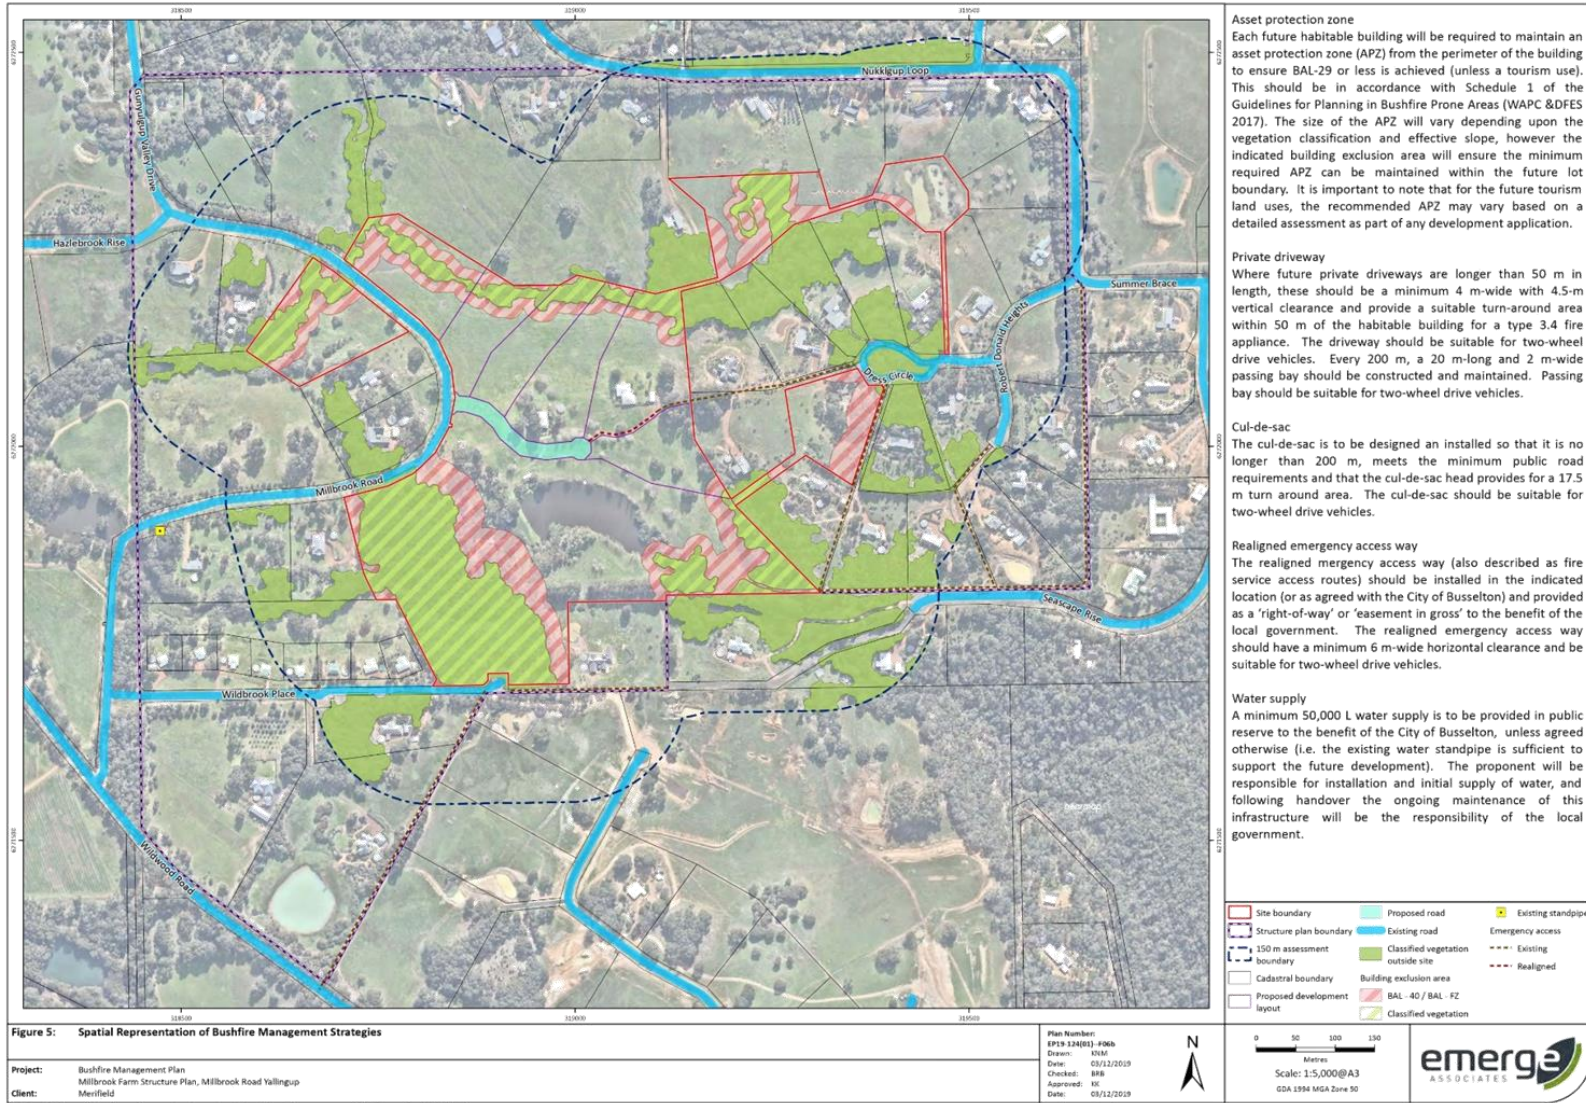 318500
319000
319500
6272500
6272500
Nukklgup Loop
Gunyulgup Valley Drive
Hazlebrook Rise
Summer Brace
Robert Donald Heights
Dress Circle
6272000
6272000
Millbrook Road
Seascape Rise
Wildbrook Place
Wildwood Road
nearmap
6271500
6271500
318500
319000
319500
Asset protection zone
Each future habitable building will be required to maintain an
asset protection zone (APZ) from the perimeter of the building
to ensure BAL-29 or less is achieved (unless a tourism use).
This should be in accordance with Schedule 1 of the
Guidelines for Planning in Bushfire Prone Areas (WAPC &DFES
2017). The size of the APZ will vary depending upon the
vegetation classification and effective slope, however the
indicated building exclusion area will ensure the minimum
required APZ can be maintained within the future lot
boundary. It is important to note that for the future tourism
land uses, the recommended APZ may vary based on a
detailed assessment as part of any development application.
Private driveway
Where future private driveways are longer than 50 m in
length, these should be a minimum 4 m-wide with 4.5-m
vertical clearance and provide a suitable turn-around area
within 50 m of the habitable building for a type 3.4 fire
appliance. The driveway should be suitable for two-wheel
drive vehicles. Every 200 m, a 20 m-long and 2 m-wide
passing bay should be constructed and maintained. Passing
bay should be suitable for two-wheel drive vehicles.
Cul-de-sac
The cul-de-sac is to be designed an installed so that it is no
longer than 200 m, meets the minimum public road
requirements and that the cul-de-sac head provides for a 17.5
m turn around area. The cul-de-sac should be suitable for
two-wheel drive vehicles.
Realigned emergency access way
The realigned mergency access way (also described as fire
service access routes) should be installed in the indicated
location (or as agreed with the City of Busselton) and provided
as a 'right-of-way' or 'easement in gross' to the benefit of the
local government. The realigned emergency access way
should have a minimum 6 m-wide horizontal clearance and be
suitable for two-wheel drive vehicles.
Water supply
A minimum 50,000 L water supply is to be provided in public
reserve to the benefit of the City of Busselton, unless agreed
otherwise (i.e. the existing water standpipe is sufficient to
support the future development). The proponent will be
responsible for installation and initial supply of water, and
following handover the ongoing maintenance of this
infrastructure will be the responsibility of the local
government.
Site boundary
Structure plan boundary
150 m assessment
boundary
Cadastral boundary
Proposed development
layout
Proposed road
Existing road
Classified vegetation
outside site
Building exclusion area
BAL - 40 / BAL - FZ
Classified vegetation
Existing standpipe
Emergency access
Existing
Realigned
Figure 5: Spatial Representation of Bushfire Management Strategies
Project: Bushfire Management Plan
Millbrook Farm Structure Plan, Millbrook Road Yallingup
Client: Merifield
Plan Number:
EP19-124(01)--F06b
Drawn: KNM
Date: 03/12/2019
Checked: BRB
Approved: KK
Date: 03/12/2019
N
0 50 100 150
Metres
Scale: 1:5,000@A3
GDA 1994 MGA Zone 50
emerge
ASSOCIATES